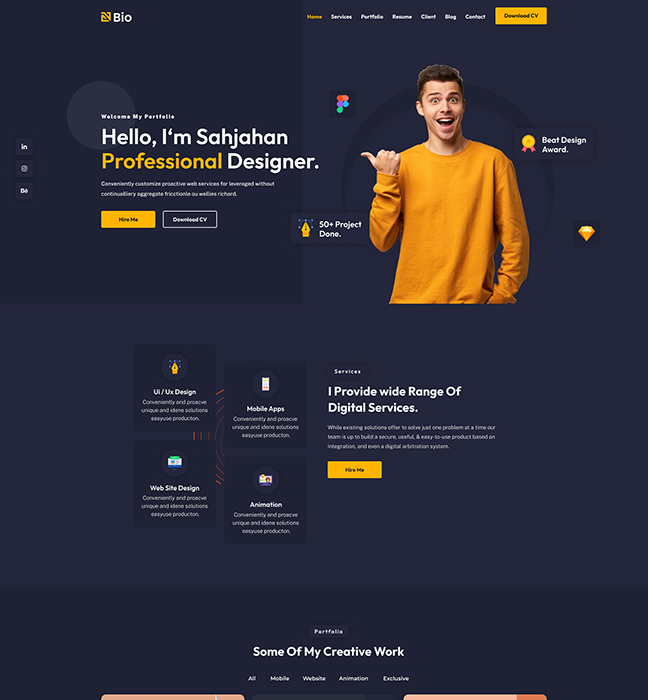 Bio
Home Services Portfolio Resume Client Blog Contact Download CV
Welcome My Portfolio
Hello, I'm Sahjahan
Professional Designer.
Conveniently customize proactive web services for leveraged without
continualliery aggregate fricctionle ou wellies richard.
Hire Me Download CV
in
Bē
Beat Design
Award.
50+ Project
Done.
Ui / Ux Design
Conveniently and proacve
unique and idene solutions
easyuse producton.
Mobile Apps
Conveniently and proacve
unique and idene solutions
easyuse producton.
Web Site Design
Conveniently and proacve
unique and idene solutions
easyuse producton.
Animation
Conveniently and proacve
unique and idene solutions
easyuse producton.
Services
I Provide wide Range Of
Digital Services.
While existing solutions offer to solve just one problem at a time our
team is up to build a secure, useful, & easy-to-use product based on
integration, and even a digital arbitration system.
Hire Me
Portfolio
Some Of My Creative Work
All Mobile Website Animation Exclusive